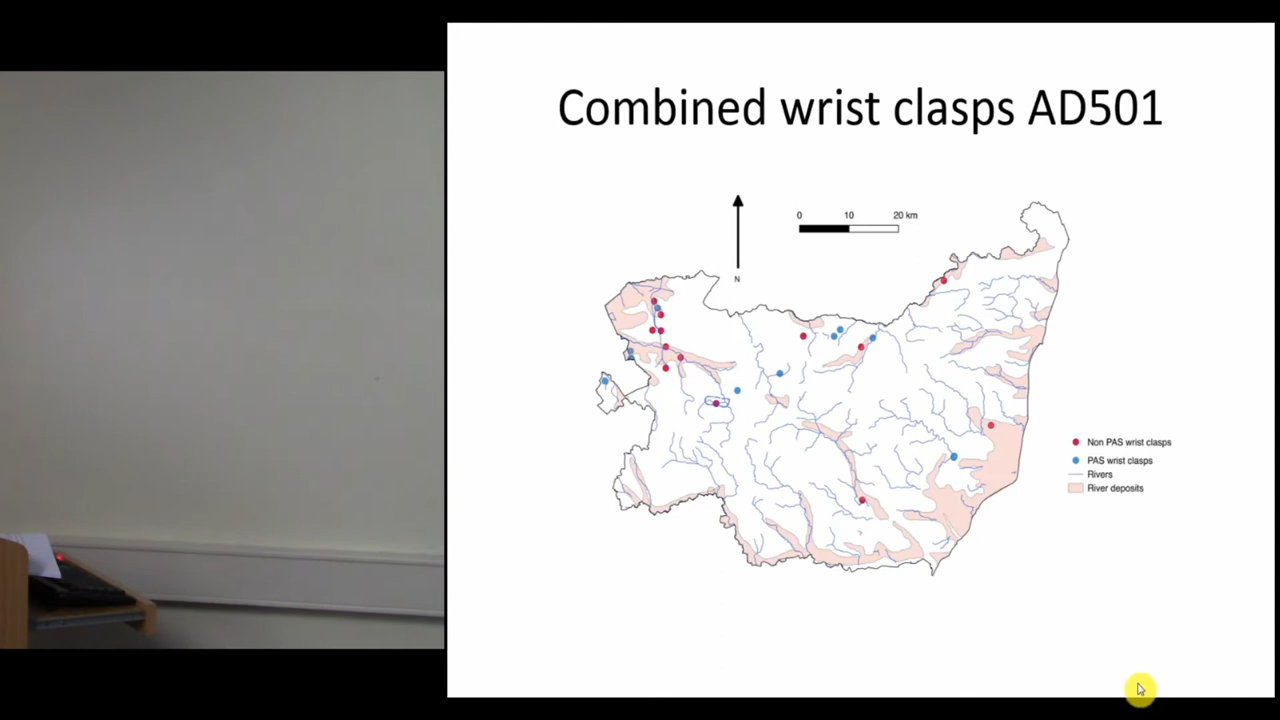 Combined wrist clasps AD501
0 10 20 km
N
Non PAS wrist clasps
PAS wrist clasps
Rivers
River deposits